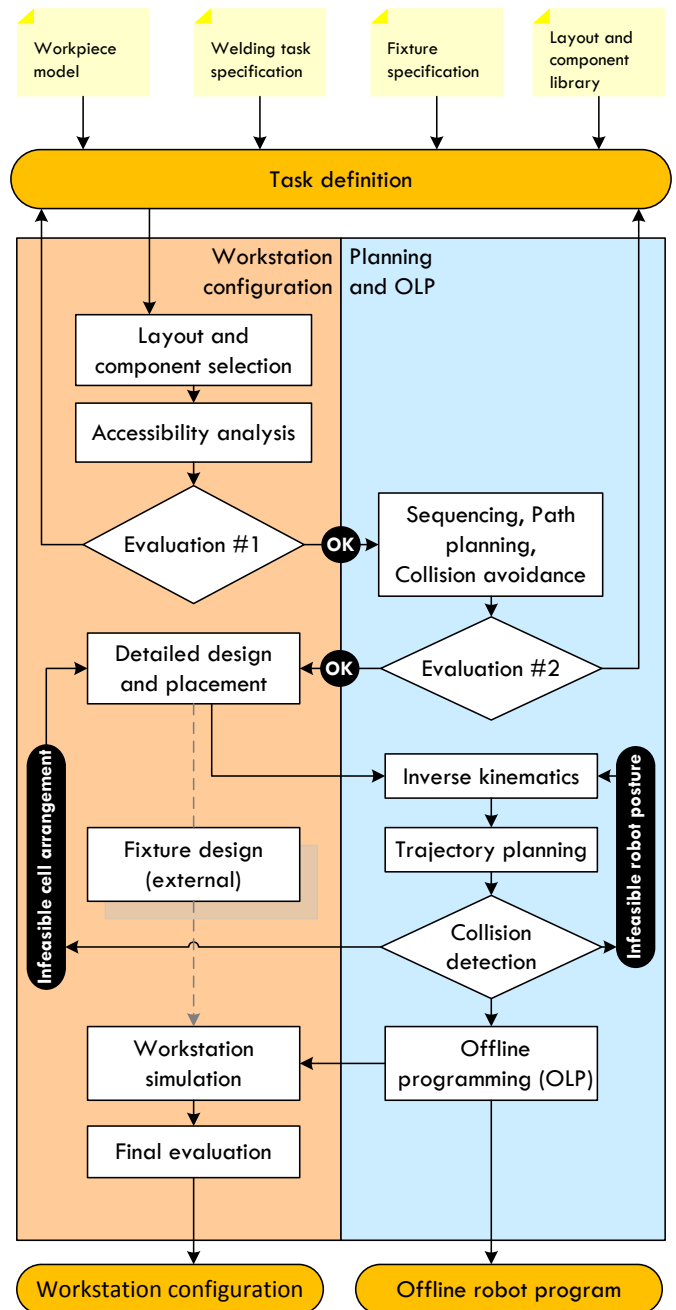 Workpiece
model
Welding task
specification
Fixture
specification
Layout and
component
library
Task definition
Workstation
configuration
Planning
and OLP
Layout and
component selection
Accessibility analysis
Evaluation #1
OK
Sequencing, Path
planning,
Collision avoidance
Detailed design
and placement
OK
Evaluation #2
Infeasible cell arrangement
Inverse kinematics
Infeasible robot posture
Trajectory planning
Fixture design
(external)
Collision
detection
Workstation
simulation
Offline
programming (OLP)
Final evaluation
Workstation configuration
Offline robot program